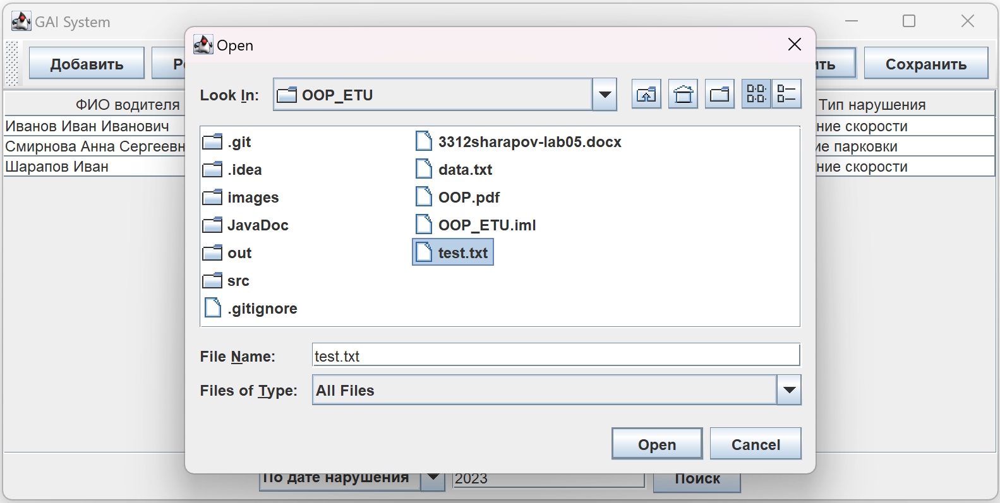 GAI System
Open
Добавить
Сохранить
Look In:
OOP_ETU
ФИО водителя
Тип нарушения
Иванов Иван Иванович
ние скорости
Смирнова Анна Сергеевн
ие парковки
Шарапов Иван
ние скорости
.git
.idea
images
JavaDoc
out
src
.gitignore
3312sharapov-lab05.docx
data.txt
OOP.pdf
OOP_ETU.iml
test.txt
File Name:
test.txt
Files of Type:
All Files
Open
Cancel
По дате нарушения
2023
Поиск